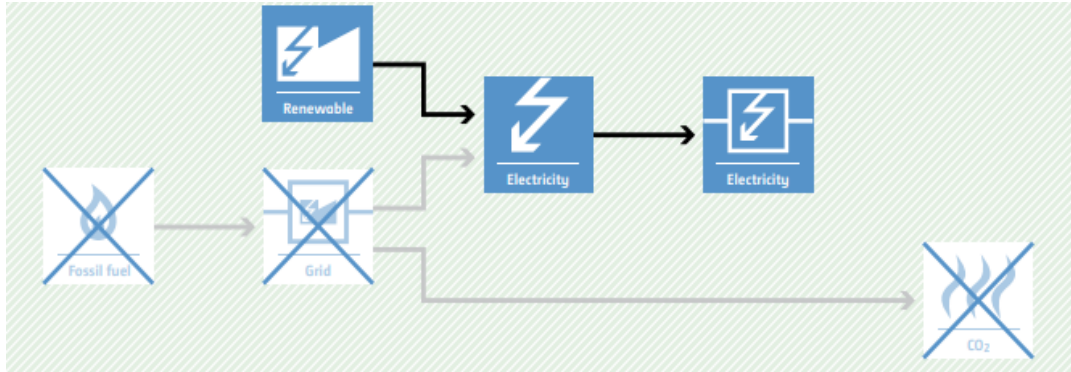 Renewable
Electricity
Electricity
Fossil fuel
Grid
CO₂